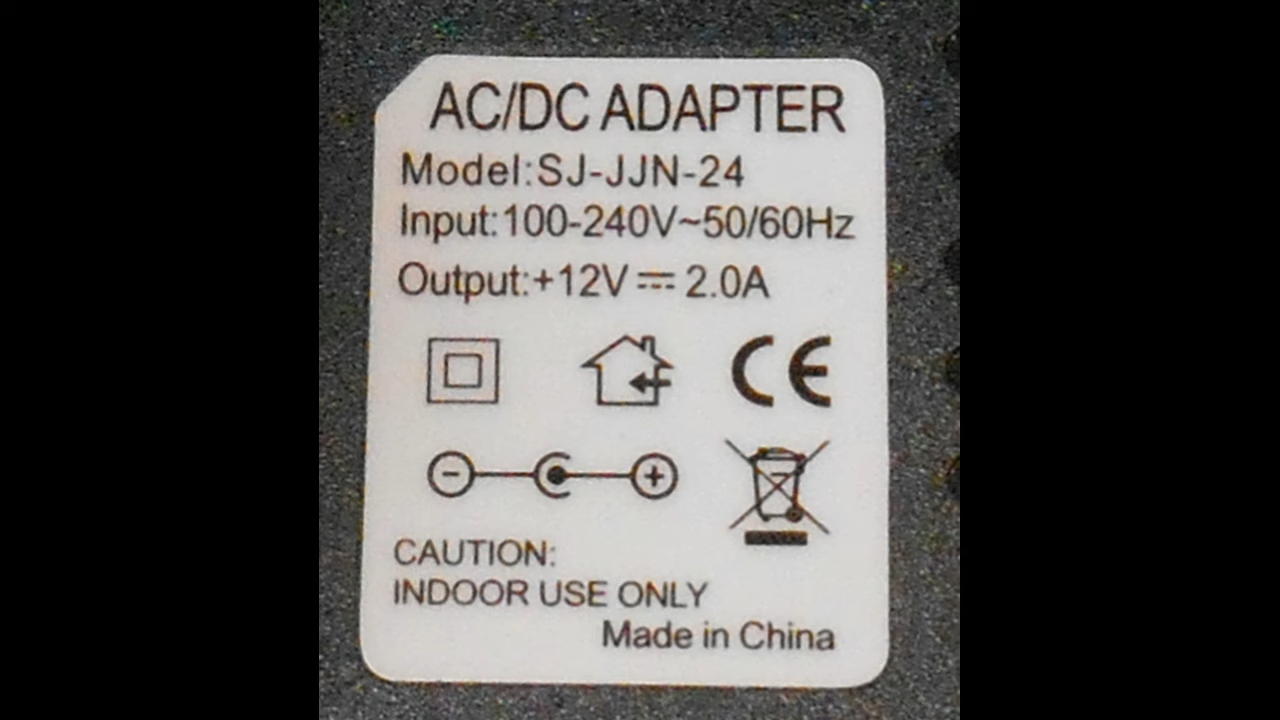 AC/DC ADAPTER
Model:SJ-JJN-24
Input:100-240V~50/60Hz
Output:+12V⎓2.0A
CE
CAUTION:
INDOOR USE ONLY
Made in China